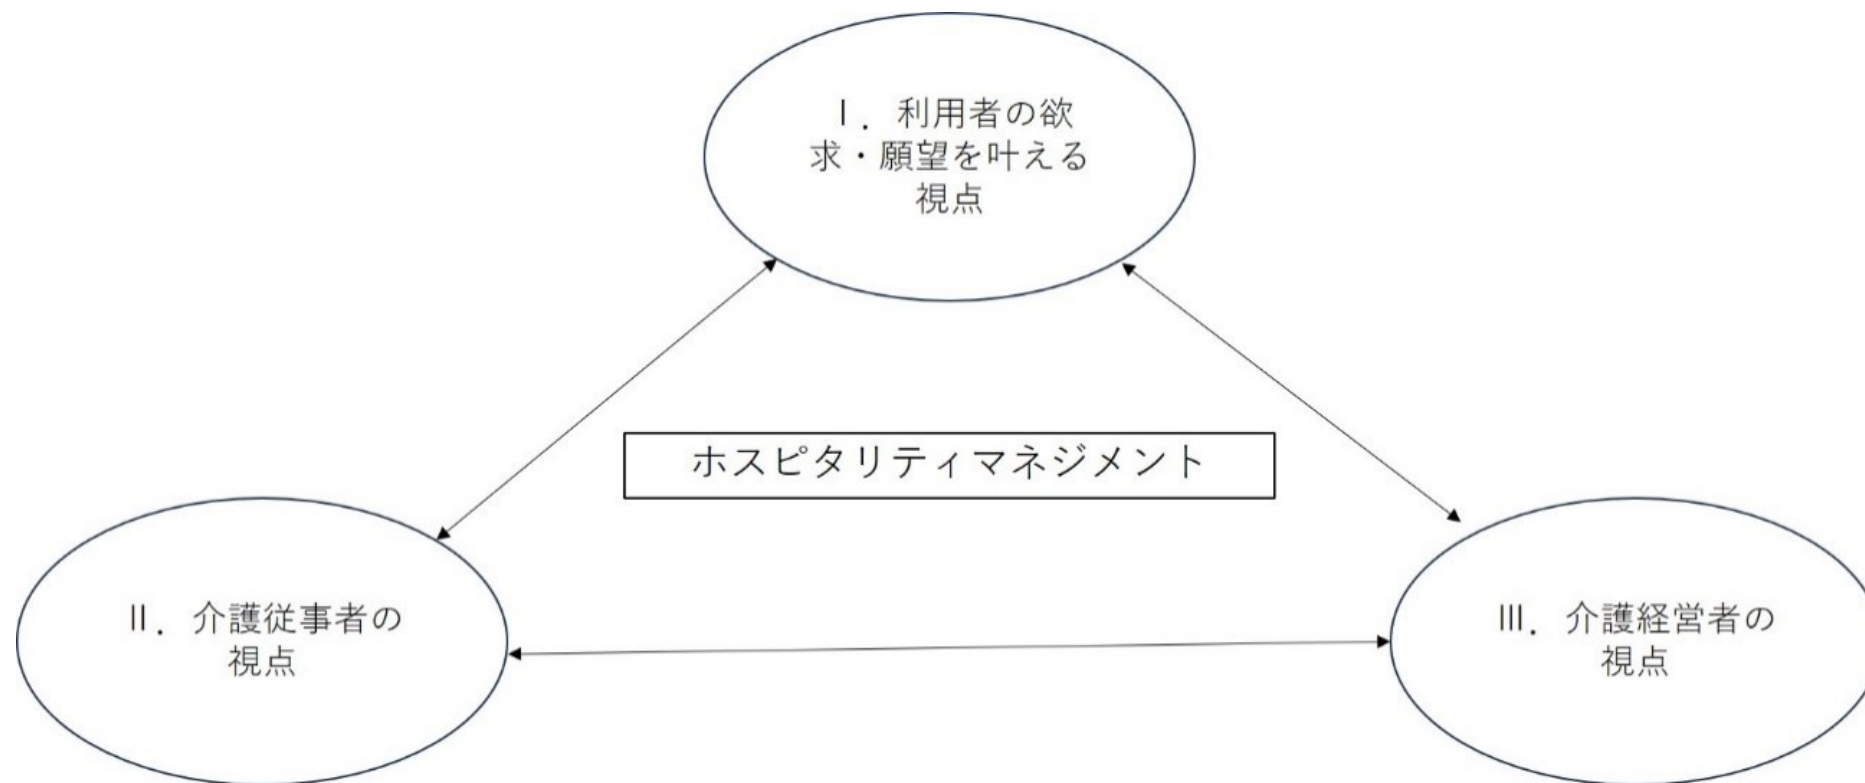 Ⅰ．利用者の欲
求・願望を叶える
視点
ホスピタリティマネジメント
Ⅱ．介護従事者の
視点
Ⅲ．介護経営者の
視点